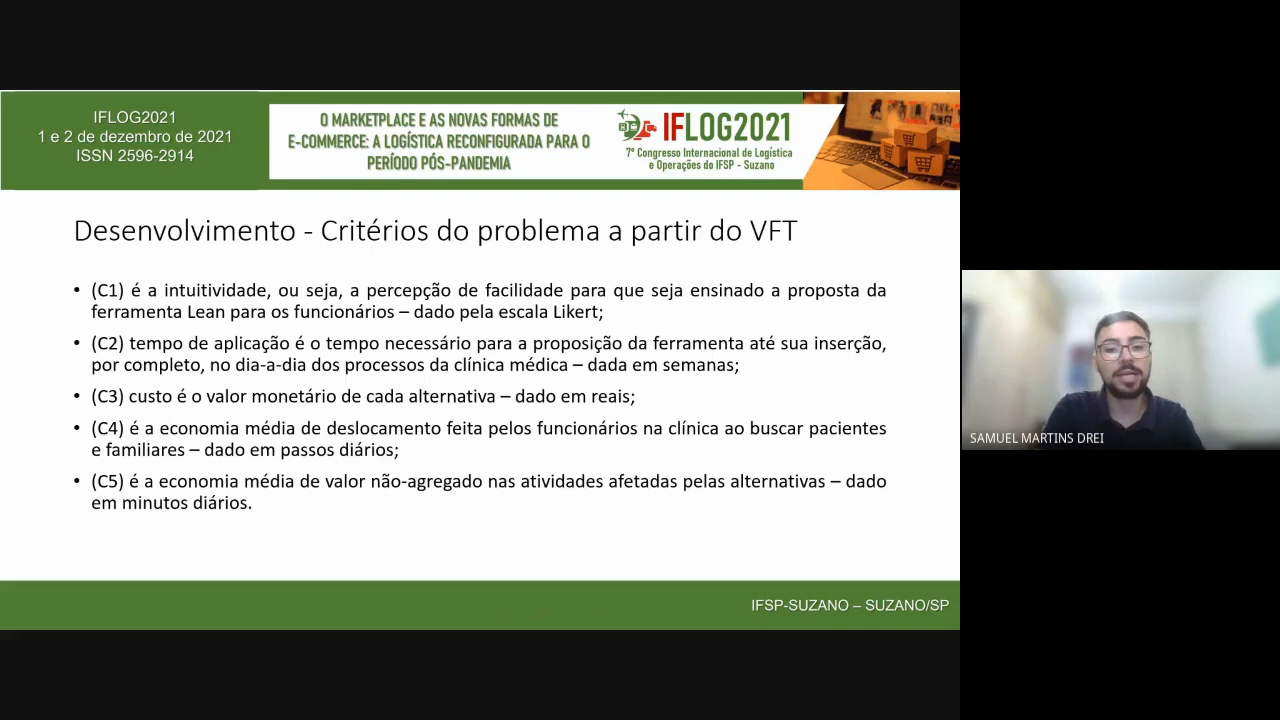 IFLOG2021
1 e 2 de dezembro de 2021
ISSN 2596-2914
O MARKETPLACE E AS NOVAS FORMAS DE
E-COMMERCE: A LOGÍSTICA RECONFIGURADA PARA O
PERÍODO PÓS-PANDEMIA
IFLOG2021
7º Congresso Internacional de Logística
e Operações do IFSP - Suzano
Desenvolvimento - Critérios do problema a partir do VFT
• (C1) é a intuitividade, ou seja, a percepção de facilidade para que seja ensinado a proposta da
ferramenta Lean para os funcionários – dado pela escala Likert;
• (C2) tempo de aplicação é o tempo necessário para a proposição da ferramenta até sua inserção,
por completo, no dia-a-dia dos processos da clínica médica – dada em semanas;
• (C3) custo é o valor monetário de cada alternativa – dado em reais;
• (C4) é a economia média de deslocamento feita pelos funcionários na clínica ao buscar pacientes
e familiares – dado em passos diários;
• (C5) é a economia média de valor não-agregado nas atividades afetadas pelas alternativas – dado
em minutos diários.
SAMUEL MARTINS DREI
IFSP-SUZANO – SUZANO/SP